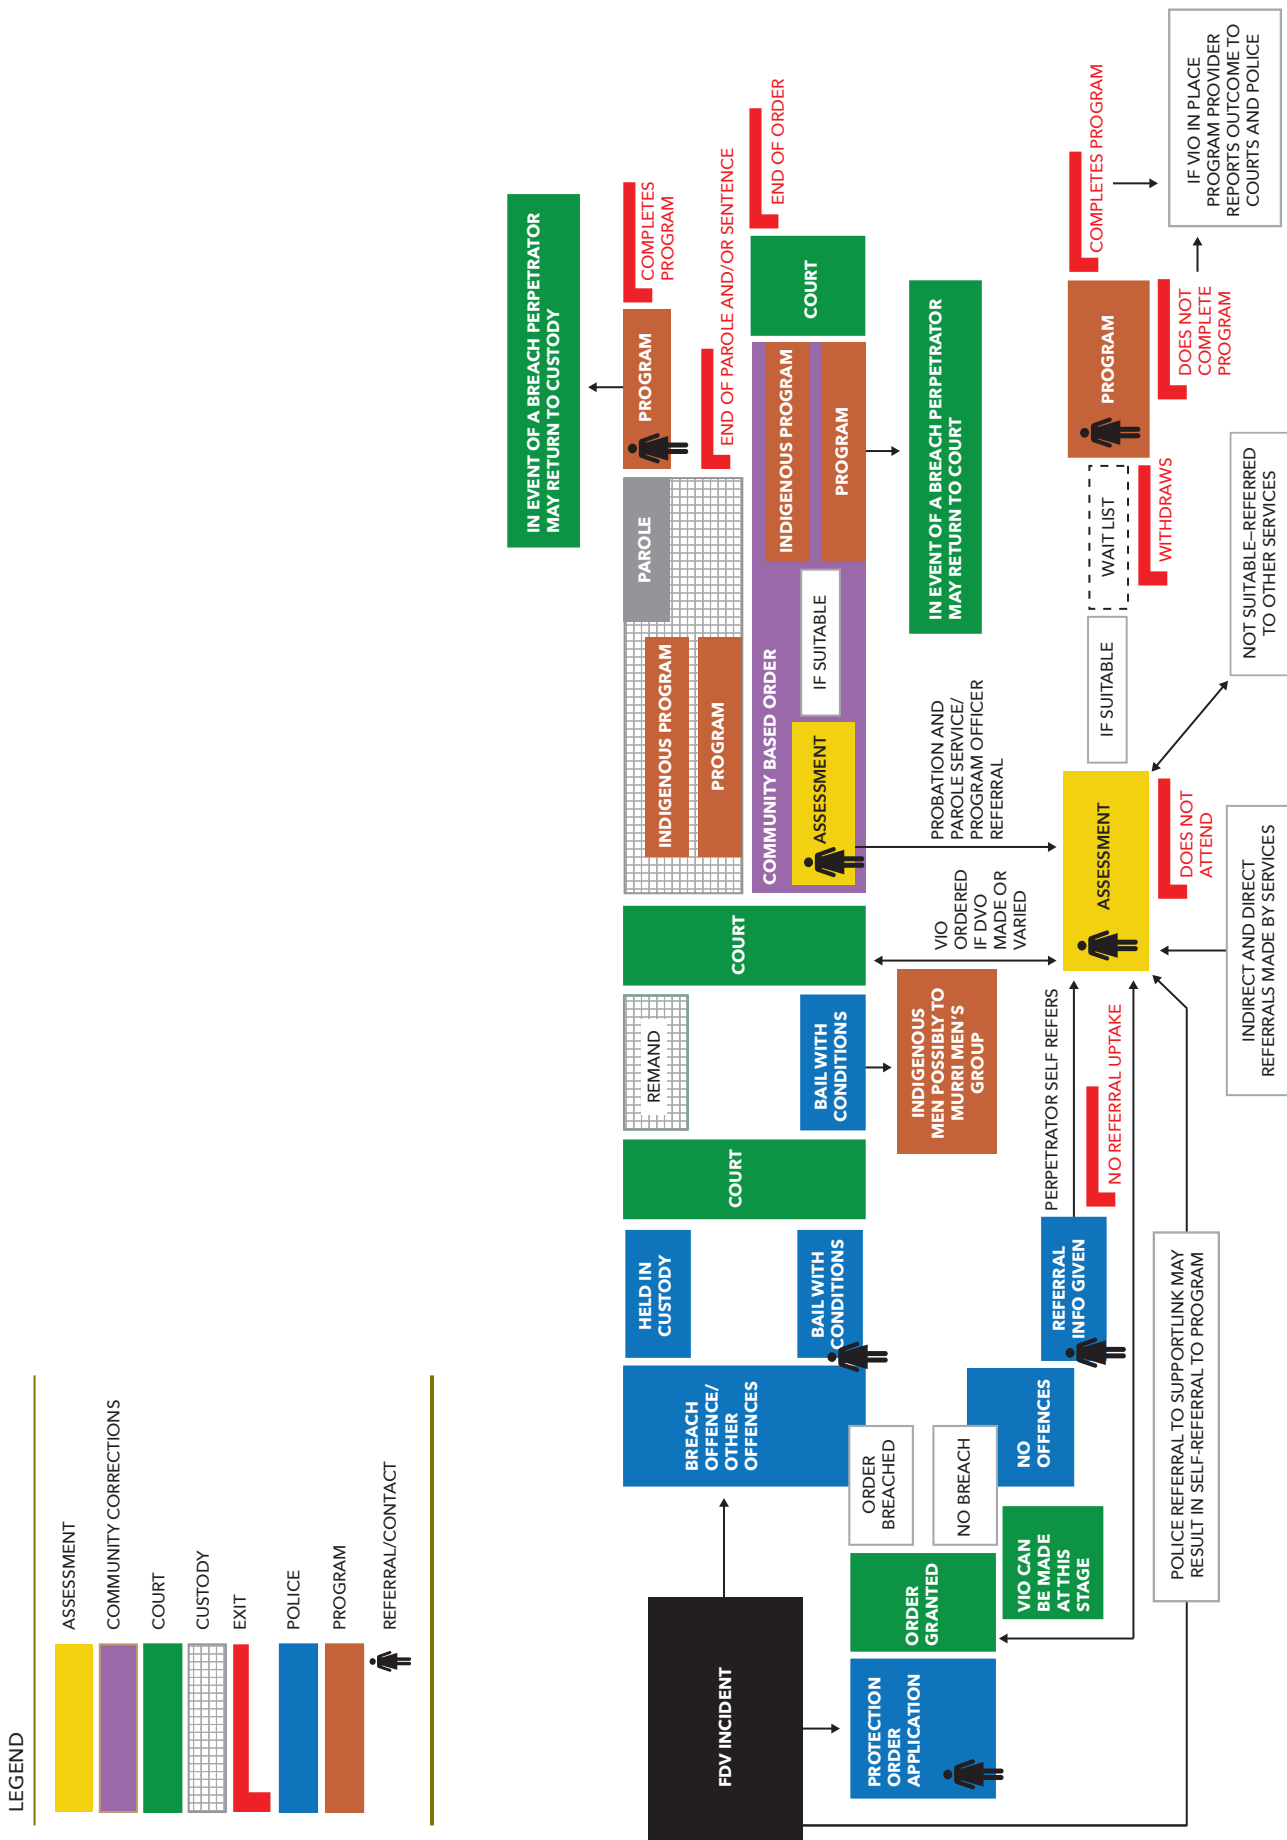 LEGEND
ASSESSMENT
COMMUNITY CORRECTIONS
COURT
CUSTODY
EXIT
POLICE
PROGRAM
REFERRAL/CONTACT
FDV INCIDENT
PROTECTION
ORDER
APPLICATION
ORDER
GRANTED
VIO CAN
BE MADE
AT THIS
STAGE
BREACH
OFFENCE/
OTHER
OFFENCES
ORDER
BREACHED
NO BREACH
NO
OFFENCES
HELD IN
CUSTODY
BAIL WITH
CONDITIONS
REFERRAL
INFO GIVEN
PERPETRATOR SELF REFERS
NO REFERRAL UPTAKE
POLICE REFERRAL TO SUPPORTLINK MAY
RESULT IN SELF-REFERRAL TO PROGRAM
COURT
REMAND
BAIL WITH
CONDITIONS
INDIGENOUS
MEN POSSIBLY TO
MURRI MEN'S
GROUP
COURT
VIO
ORDERED
IF DVO
MADE OR
VARIED
INDIGENOUS PROGRAM
PROGRAM
PAROLE
PROGRAM
COMPLETES
PROGRAM
IN EVENT OF A BREACH PERPETRATOR
MAY RETURN TO CUSTODY
END OF PAROLE AND/OR SENTENCE
COMMUNITY BASED ORDER
ASSESSMENT
IF SUITABLE
INDIGENOUS PROGRAM
PROGRAM
COURT
END OF ORDER
IN EVENT OF A BREACH PERPETRATOR
MAY RETURN TO COURT
PROBATION AND
PAROLE SERVICE/
PROGRAM OFFICER
REFERRAL
ASSESSMENT
DOES NOT
ATTEND
INDIRECT AND DIRECT
REFERRALS MADE BY SERVICES
IF SUITABLE
NOT SUITABLE–REFERRED
TO OTHER SERVICES
WAIT LIST
WITHDRAWS
PROGRAM
COMPLETES PROGRAM
DOES NOT
COMPLETE
PROGRAM
IF VIO IN PLACE
PROGRAM PROVIDER
REPORTS OUTCOME TO
COURTS AND POLICE